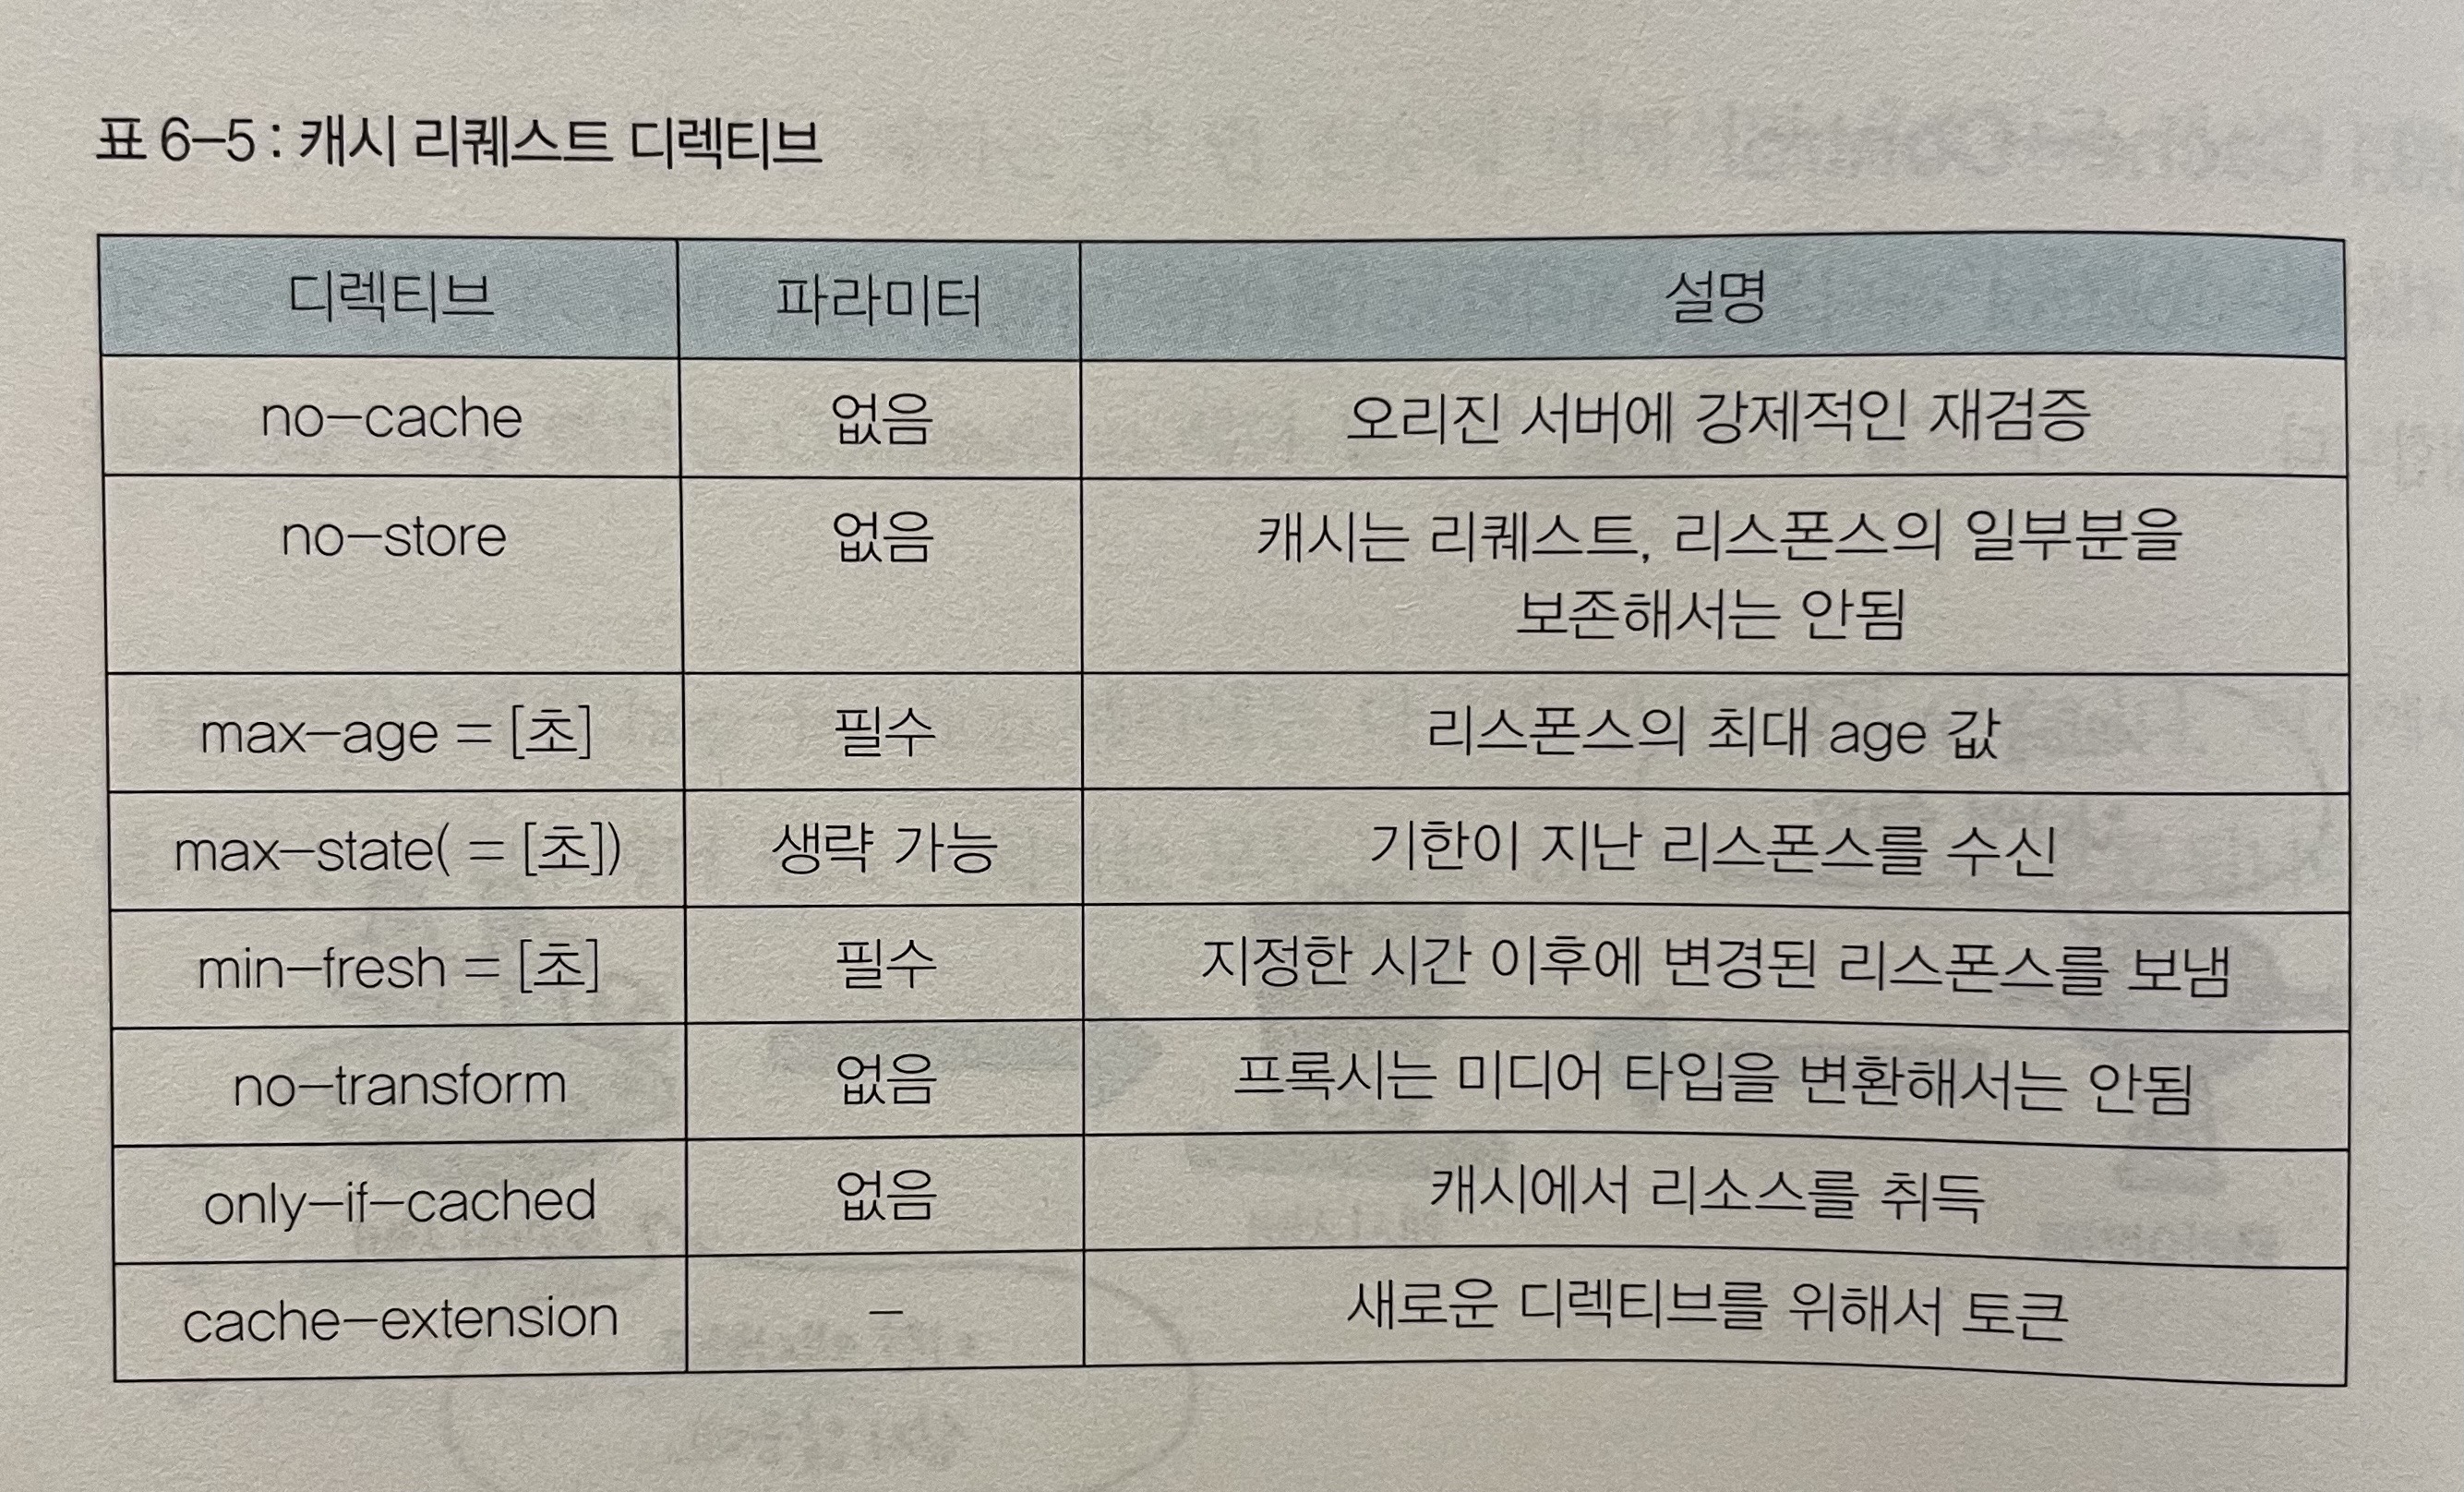 표 6-5 : 캐시 리퀘스트 디렉티브
디렉티브 파라미터 설명
no-cache 없음 오리진 서버에 강제적인 재검증
no-store 없음 캐시는 리퀘스트, 리스폰스의 일부분을
보존해서는 안됨
max-age = [초] 필수 리스폰스의 최대 age 값
max-state( = [초]) 생략 가능 기한이 지난 리스폰스를 수신
min-fresh = [초] 필수 지정한 시간 이후에 변경된 리스폰스를 보냄
no-transform 없음 프록시는 미디어 타입을 변환해서는 안됨
only-if-cached 없음 캐시에서 리소스를 취득
cache-extension - 새로운 디렉티브를 위해서 토큰